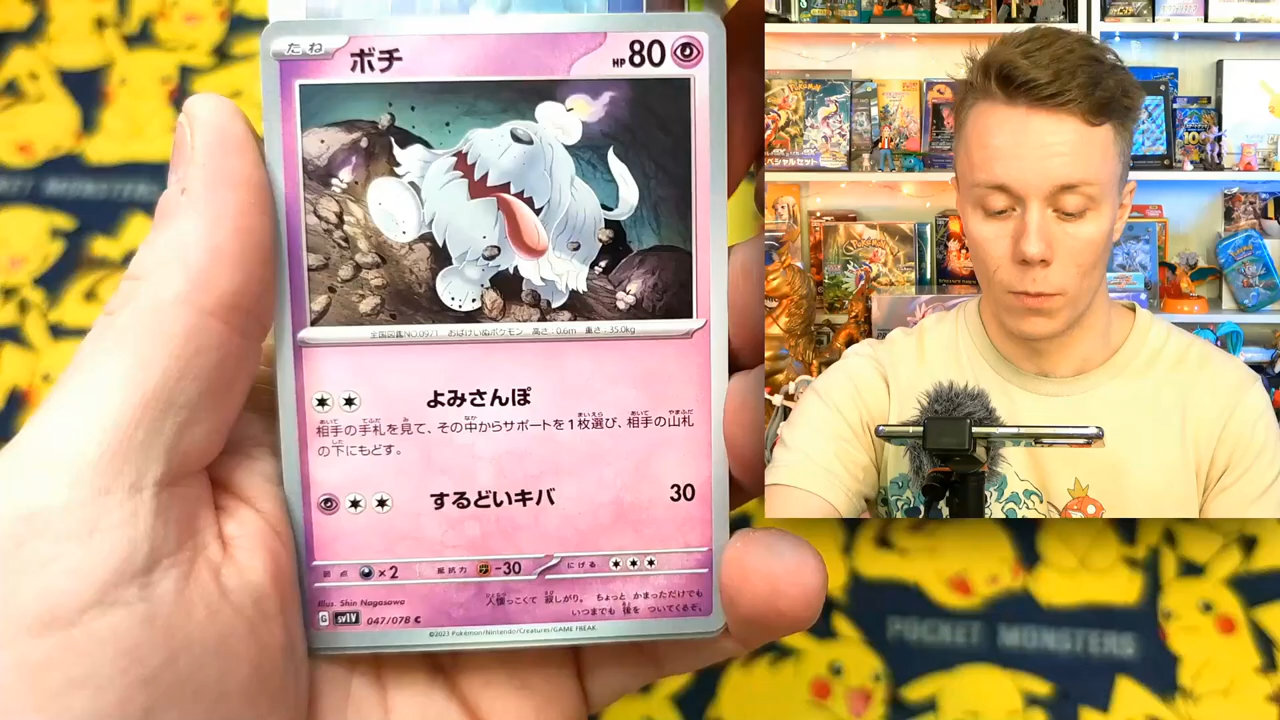 たね
ボチ
HP80
全国図鑑NO.0971 おばけいぬポケモン 高さ：0.6m 重さ：35.0kg
よみさんぽ
相手の手札を見て、その中からサポートを1枚選び、相手の山札
の下にもどす。
するどいキバ 30
弱点 ×2 抵抗力 -30 にげる
Illus. Shin Nagasawa
人懐っこくて 寂しがり。 ちょっと かまっただけでも
いつまでも 後を ついてくるぞ。
G sv1V 047/078 C
©2023 Pokémon/Nintendo/Creatures/GAME FREAK.
POCKET MONSTERS
POCKET MONSTERS